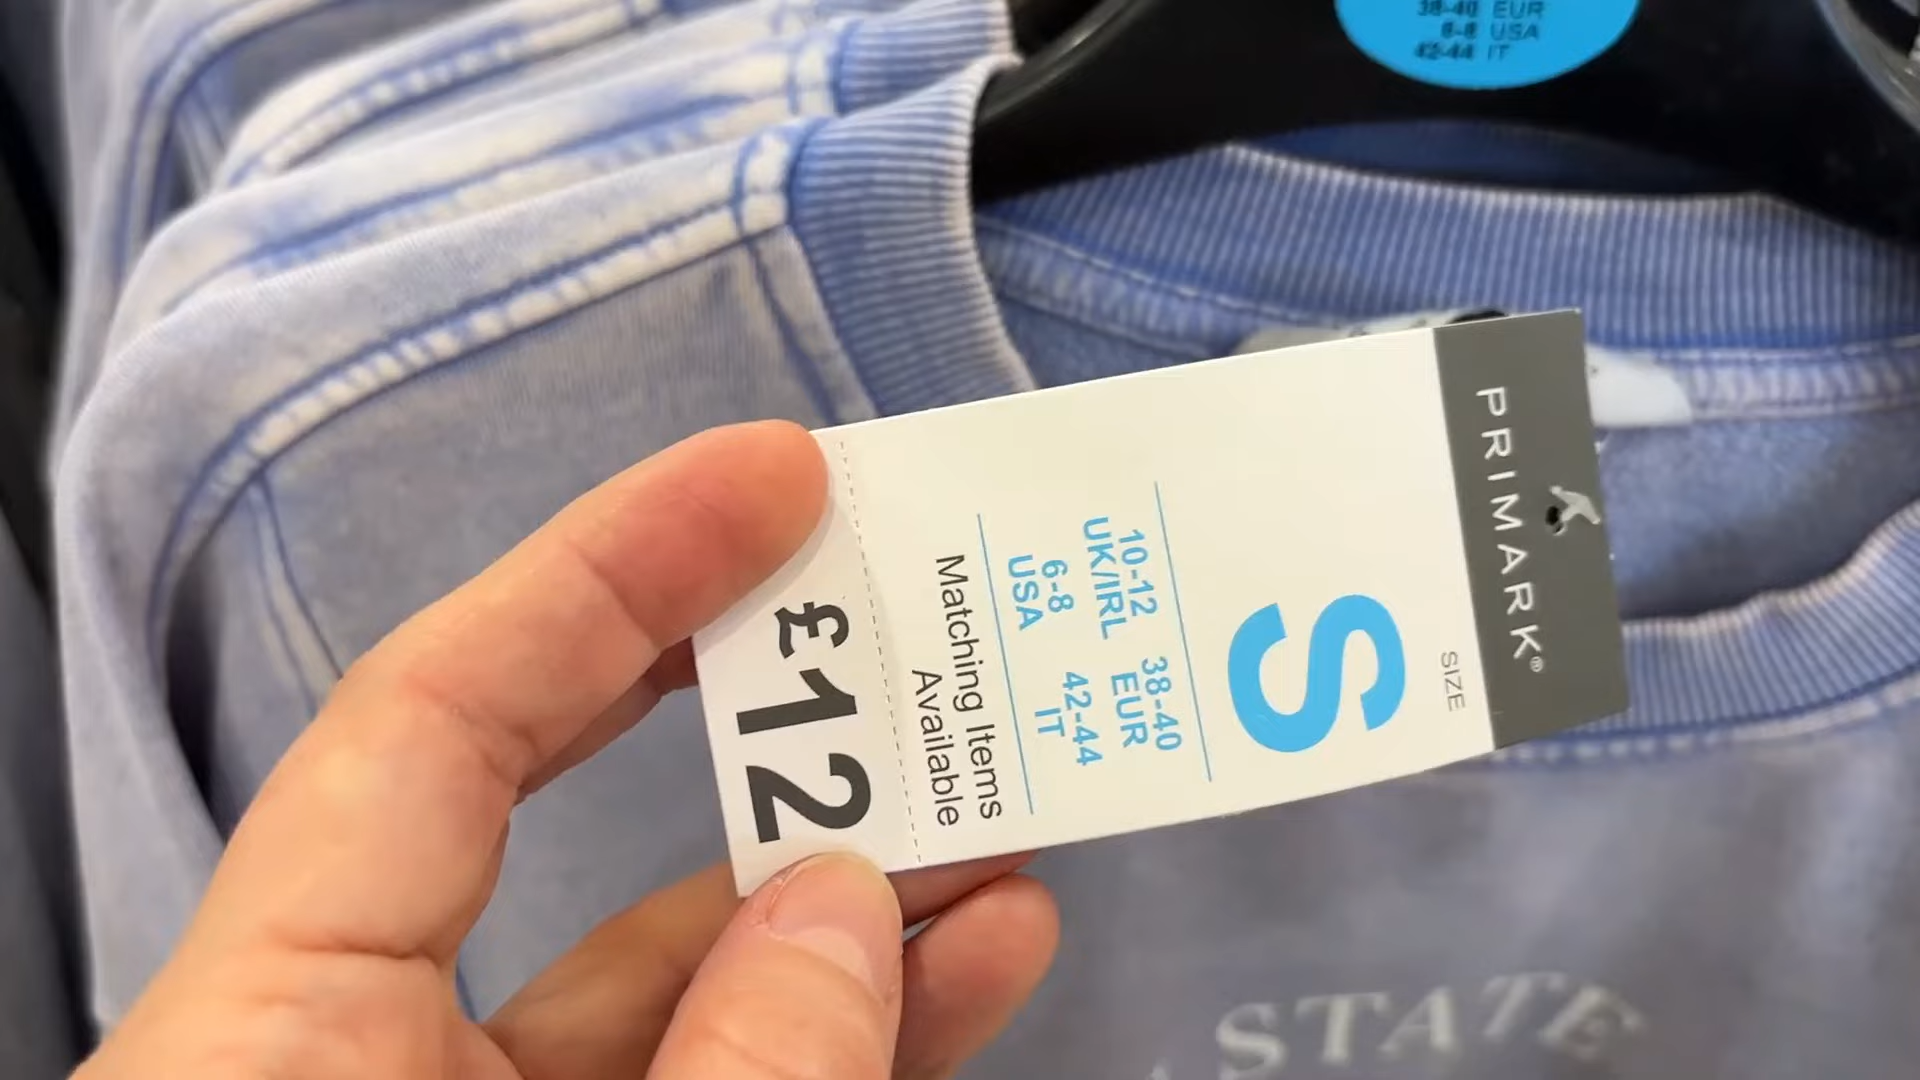 38-40 EUR
6-8 USA
42-44 IT
PRIMARK®
SIZE
S
10-12 38-40
UK/IRL EUR
6-8 42-44
USA IT
Matching Items
Available
£12
STATE